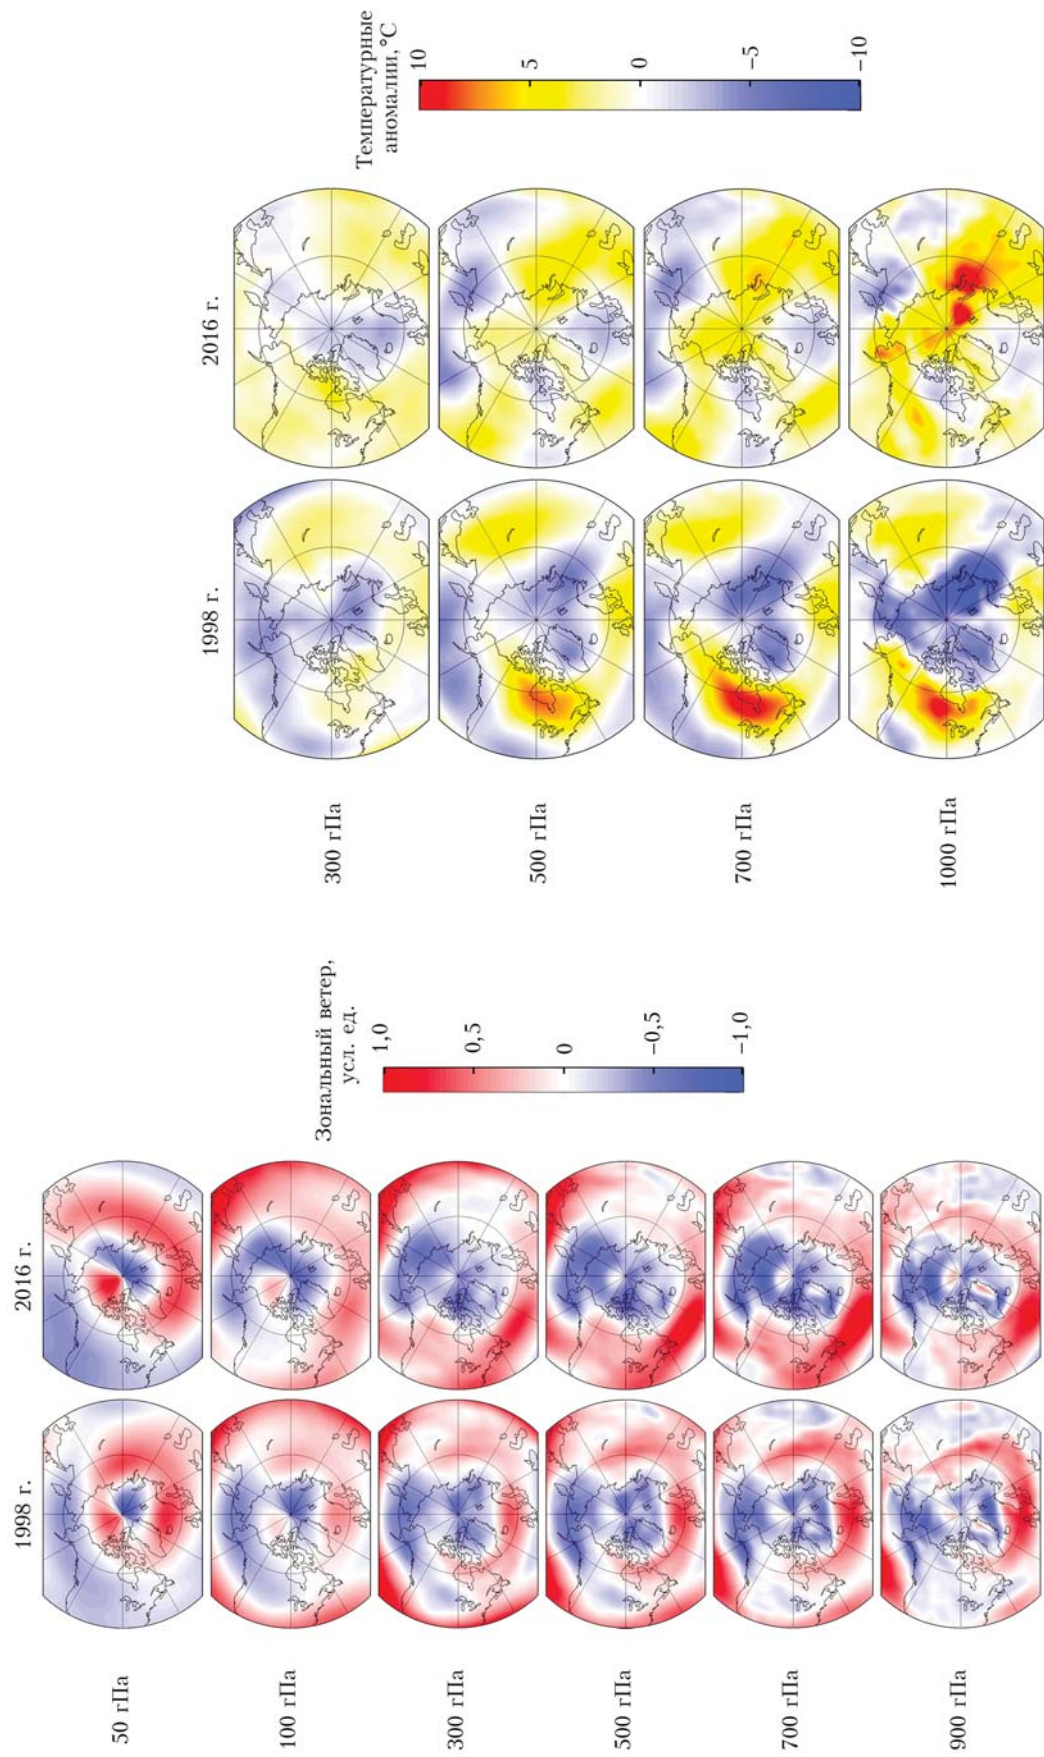 1998 г.
2016 г.
Зональный ветер,
усл. ед.
50 гПа
100 гПа
300 гПа
500 гПа
700 гПа
900 гПа
1,0
0,5
0
−0,5
−1,0
1998 г.
2016 г.
Температурные
аномалии, °С
300 гПа
500 гПа
700 гПа
1000 гПа
10
5
0
−5
−10